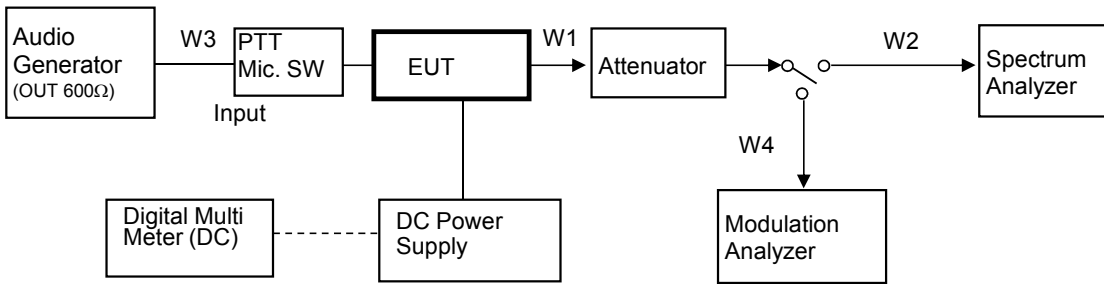 Audio
Generator
(OUT 600Ω)
W3
PTT
Mic. SW
Input
EUT
W1
Attenuator
W2
Spectrum
Analyzer
W4
Digital Multi
Meter (DC)
DC Power
Supply
Modulation
Analyzer